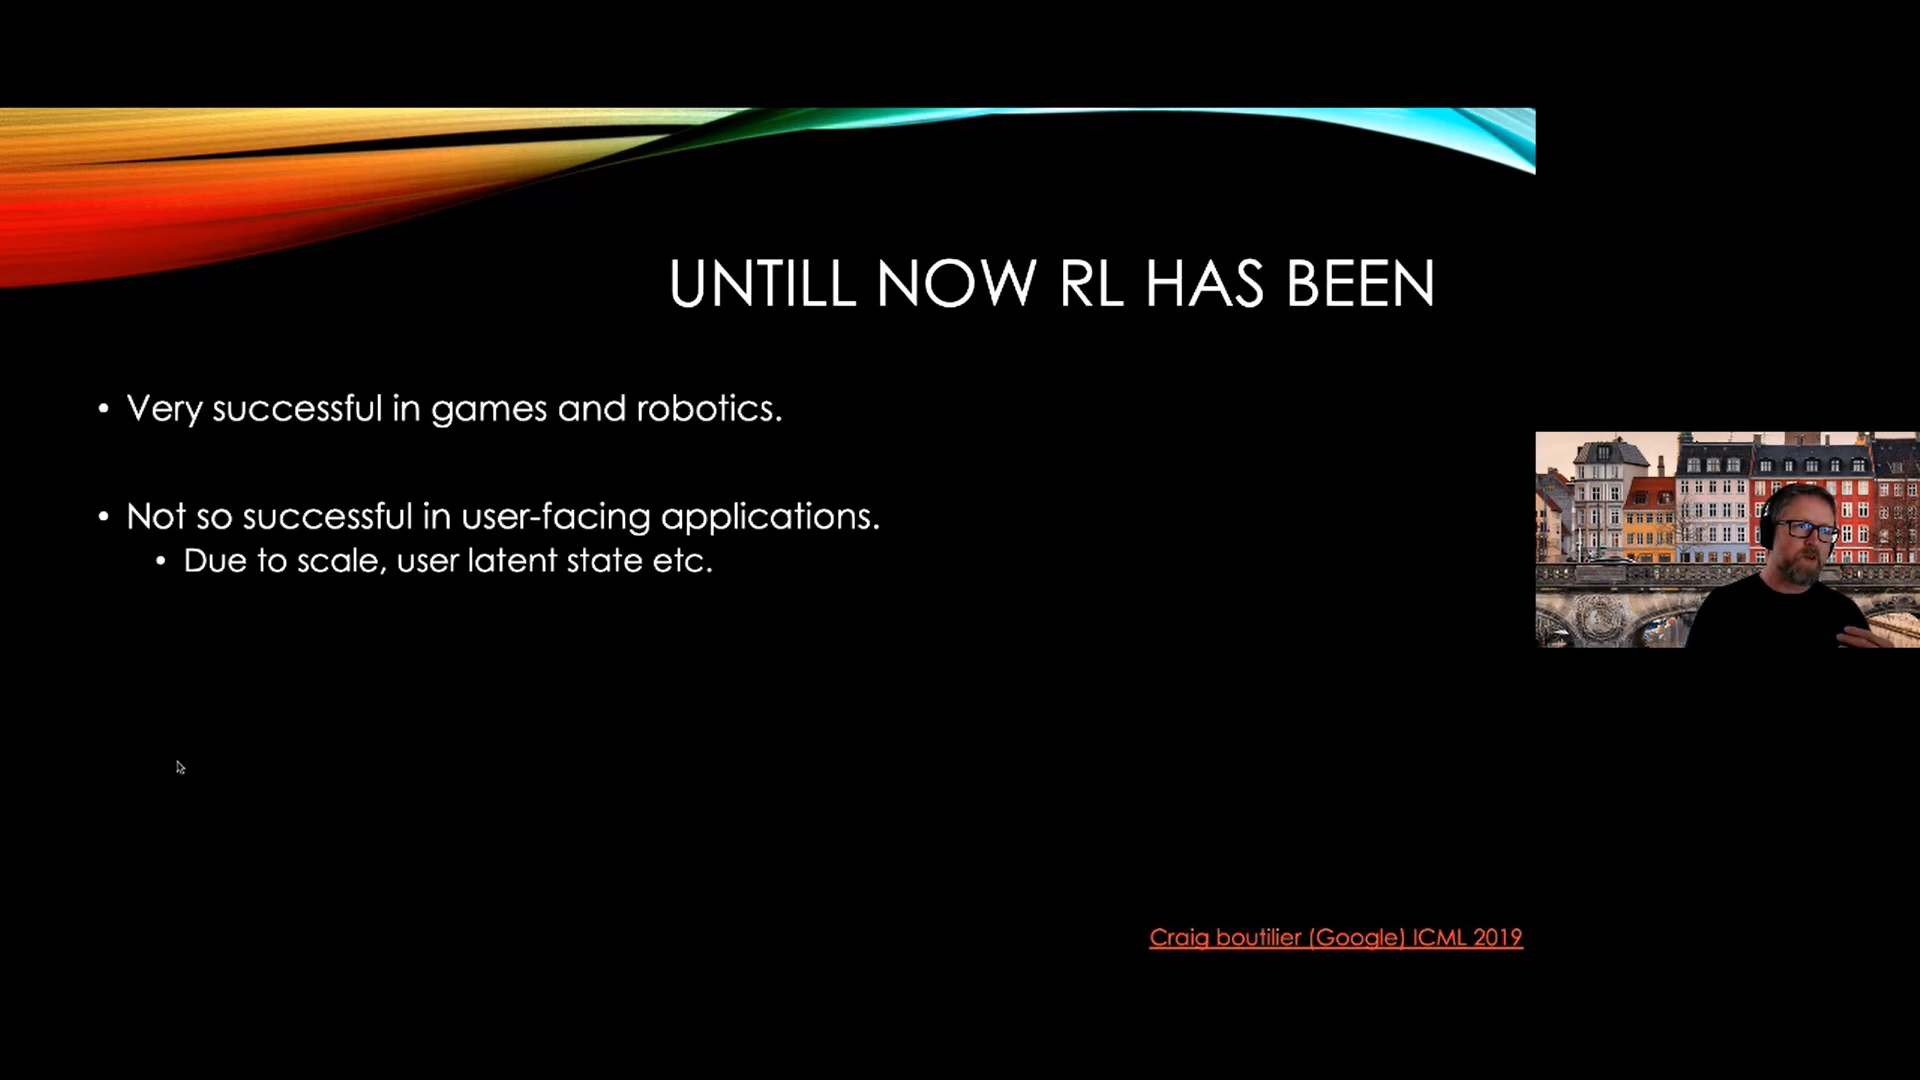 UNTILL NOW RL HAS BEEN
• Very successful in games and robotics.
• Not so successful in user-facing applications.
• Due to scale, user latent state etc.
Craig boutilier (Google) ICML 2019